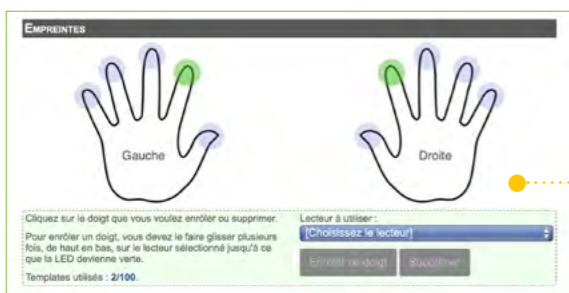 EMPREINTES
Gauche
Droite
Cliquez sur le doigt que vous voulez enrôler ou supprimer.
Pour enrôler un doigt, vous devez le faire glisser plusieurs
fois, de haut en bas, sur le lecteur sélectionné jusqu'à ce
que la LED devienne verte.
Templates utilisés : 2/100.
Lecteur à utiliser :
[Choisissez le lecteur]
Enrôler ce doigt
Supprimer